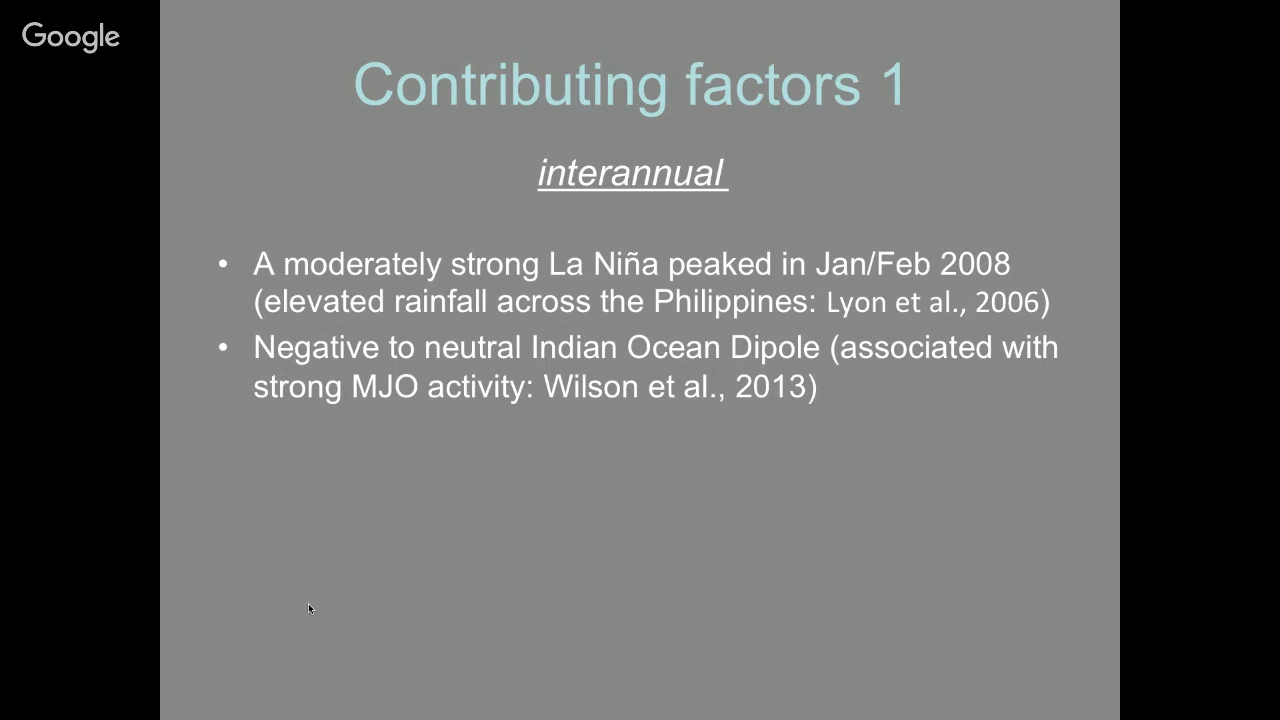 Google
Contributing factors 1
interannual
• A moderately strong La Niña peaked in Jan/Feb 2008
(elevated rainfall across the Philippines: Lyon et al., 2006)
• Negative to neutral Indian Ocean Dipole (associated with
strong MJO activity: Wilson et al., 2013)